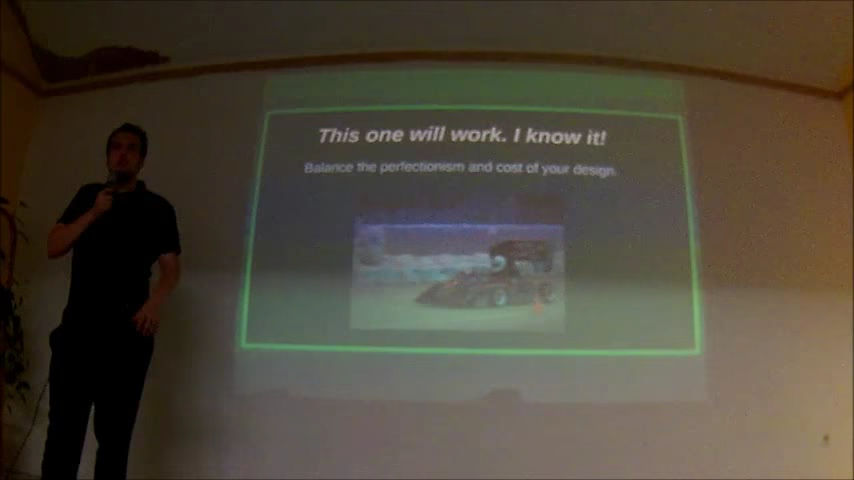 This one will work. I know it!
Balance the perfectionism and cost of your design.